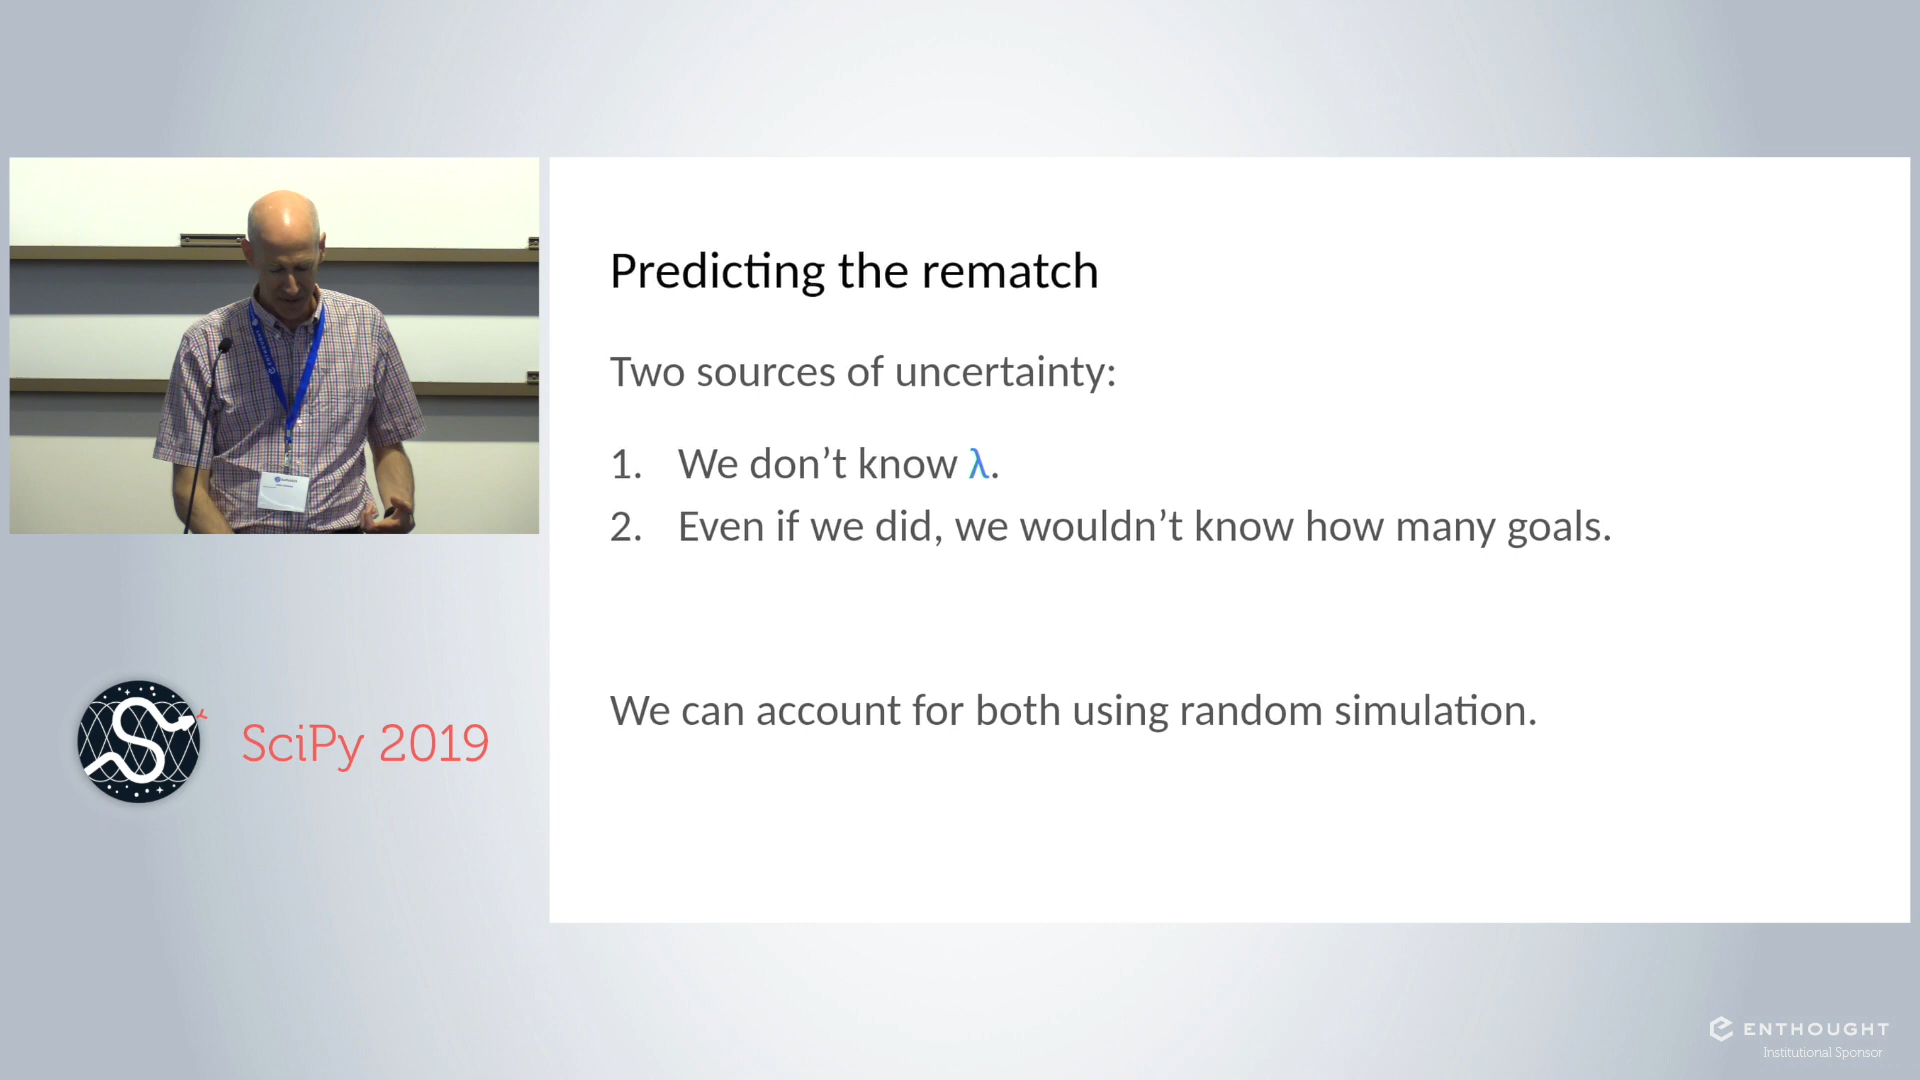 Predicting the rematch
Two sources of uncertainty:
1. We don’t know λ.
2. Even if we did, we wouldn’t know how many goals.
We can account for both using random simulation.
SciPy 2019
ENTHOUGHT
Institutional Sponsor